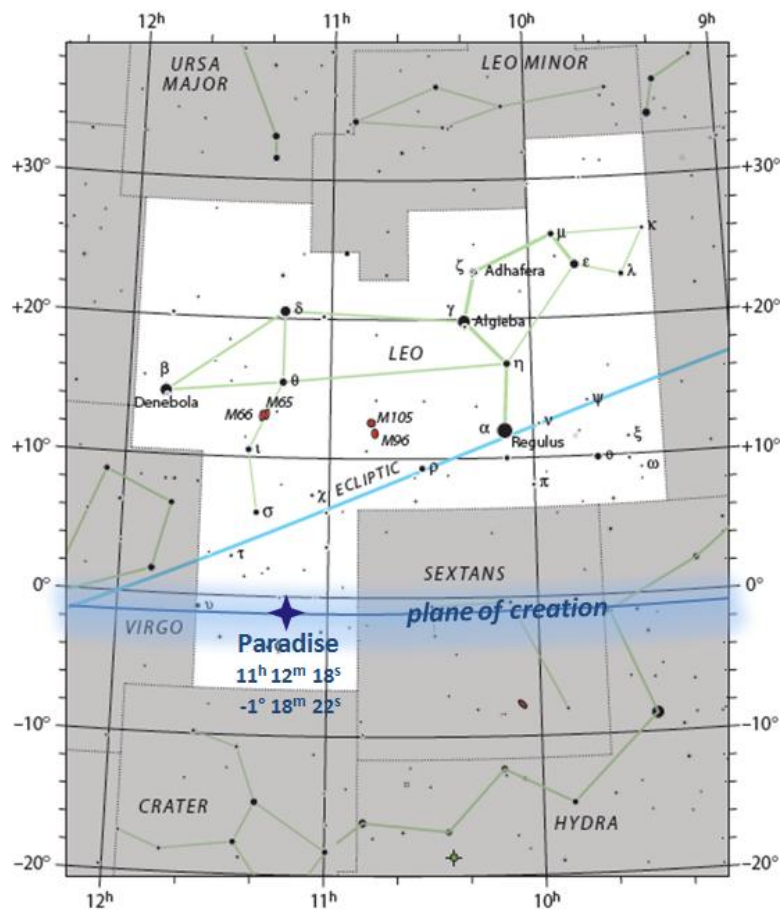 12h 11h 10h 9h
URSA
MAJOR
LEO MINOR
+30° +30°
μ κ
ζ Adhafera ε λ
+20° +20°
δ γ Algieba
LEO η
β
Denebola
θ
M66 M65
ψ
M105
M96
α Regulus ν
ξ
+10° +10°
ι ECLIPTIC ρ ο ω
χ π
σ
τ
SEXTANS
0° 0°
υ plane of creation
VIRGO
Paradise
φ
11h 12m 18s
-1° 18m 22s
-10° -10°
CRATER
HYDRA
-20° -20°
12h 11h 10h